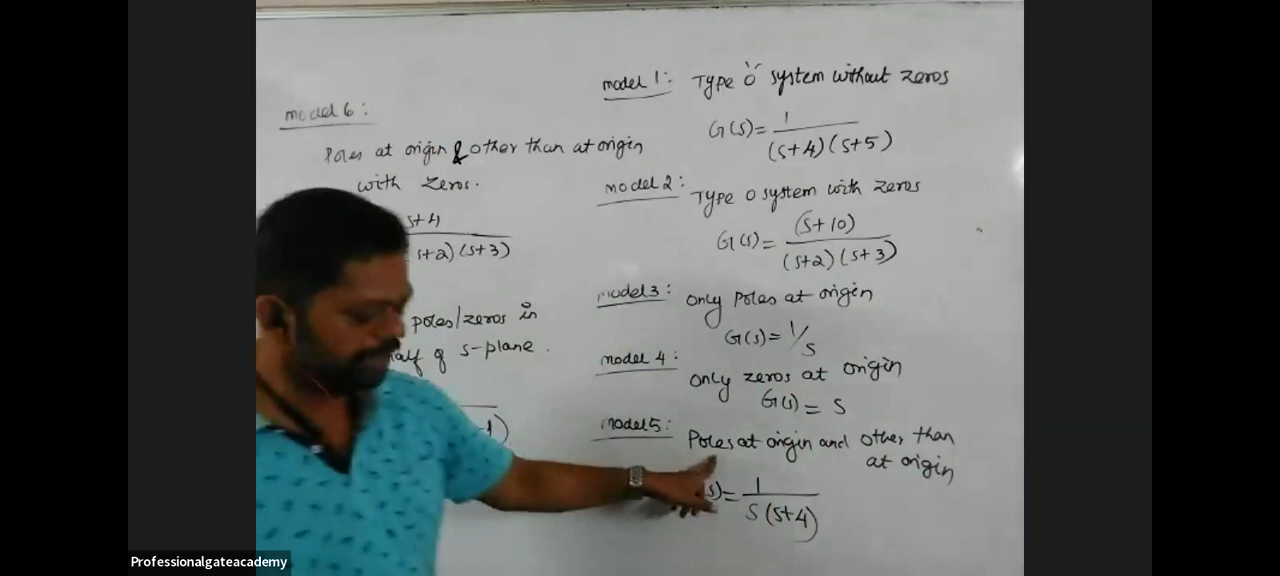 model 6:
Poles at origin & other than at origin
with zeros.
s+4
s+2) (s+3)
poles/zeros in
half of s-plane.
-1)
model 1: Type "0" system without zeros
G(s)= 1
(s+4)(s+5)
model 2: Type 0 system with zeros
G(s)= (s+10)
(s+2)(s+3)
model 3: only poles at origin
G(s)= 1/s
model 4: only zeros at origin
G(s) = s
model 5: Poles at origin and other than
at origin
s)= 1
s(s+4)
Professionalgateacademy